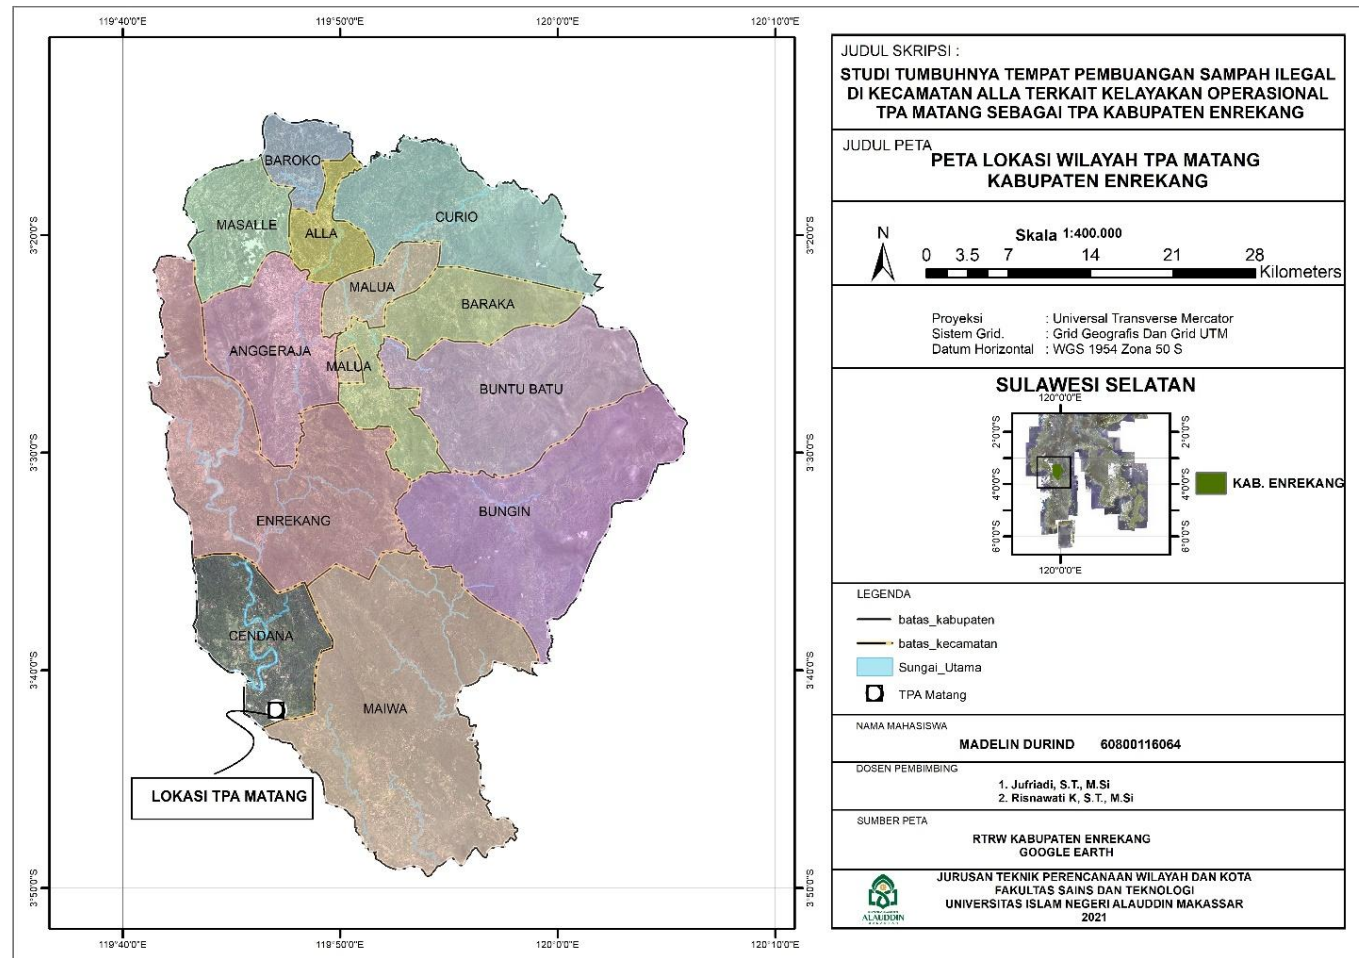 119°40'0"E
119°50'0"E
120°0'0"E
120°10'0"E
3°20'0"S
3°30'0"S
3°40'0"S
3°50'0"S
BAROKO
MASALLE
ALLA
CURIO
MALUA
BARAKA
ANGGERAJA
MALUA
BUNTU BATU
ENREKANG
BUNGIN
CENDANA
MAIWA
LOKASI TPA MATANG
3°20'0"S
3°30'0"S
3°40'0"S
3°50'0"S
119°40'0"E
119°50'0"E
120°0'0"E
120°10'0"E
JUDUL SKRIPSI :
STUDI TUMBUHNYA TEMPAT PEMBUANGAN SAMPAH ILEGAL
DI KECAMATAN ALLA TERKAIT KELAYAKAN OPERASIONAL
TPA MATANG SEBAGAI TPA KABUPATEN ENREKANG
JUDUL PETA
PETA LOKASI WILAYAH TPA MATANG
KABUPATEN ENREKANG
N
Skala 1:400.000
0 3.5 7 14 21 28
Kilometers
Proyeksi : Universal Transverse Mercator
Sistem Grid. : Grid Geografis Dan Grid UTM
Datum Horizontal : WGS 1954 Zona 50 S
SULAWESI SELATAN
120°0'0"E
2°0'0"S
4°0'0"S
6°0'0"S
2°0'0"S
4°0'0"S
6°0'0"S
120°0'0"E
KAB. ENREKANG
LEGENDA
batas_kabupaten
batas_kecamatan
Sungai_Utama
TPA Matang
NAMA MAHASISWA
MADELIN DURIND 60800116064
DOSEN PEMBIMBING
1. Jufriadi, S.T., M.Si
2. Risnawati K, S.T., M.Si
SUMBER PETA
RTRW KABUPATEN ENREKANG
GOOGLE EARTH
ALAUDDIN
JURUSAN TEKNIK PERENCANAAN WILAYAH DAN KOTA
FAKULTAS SAINS DAN TEKNOLOGI
UNIVERSITAS ISLAM NEGERI ALAUDDIN MAKASSAR
2021